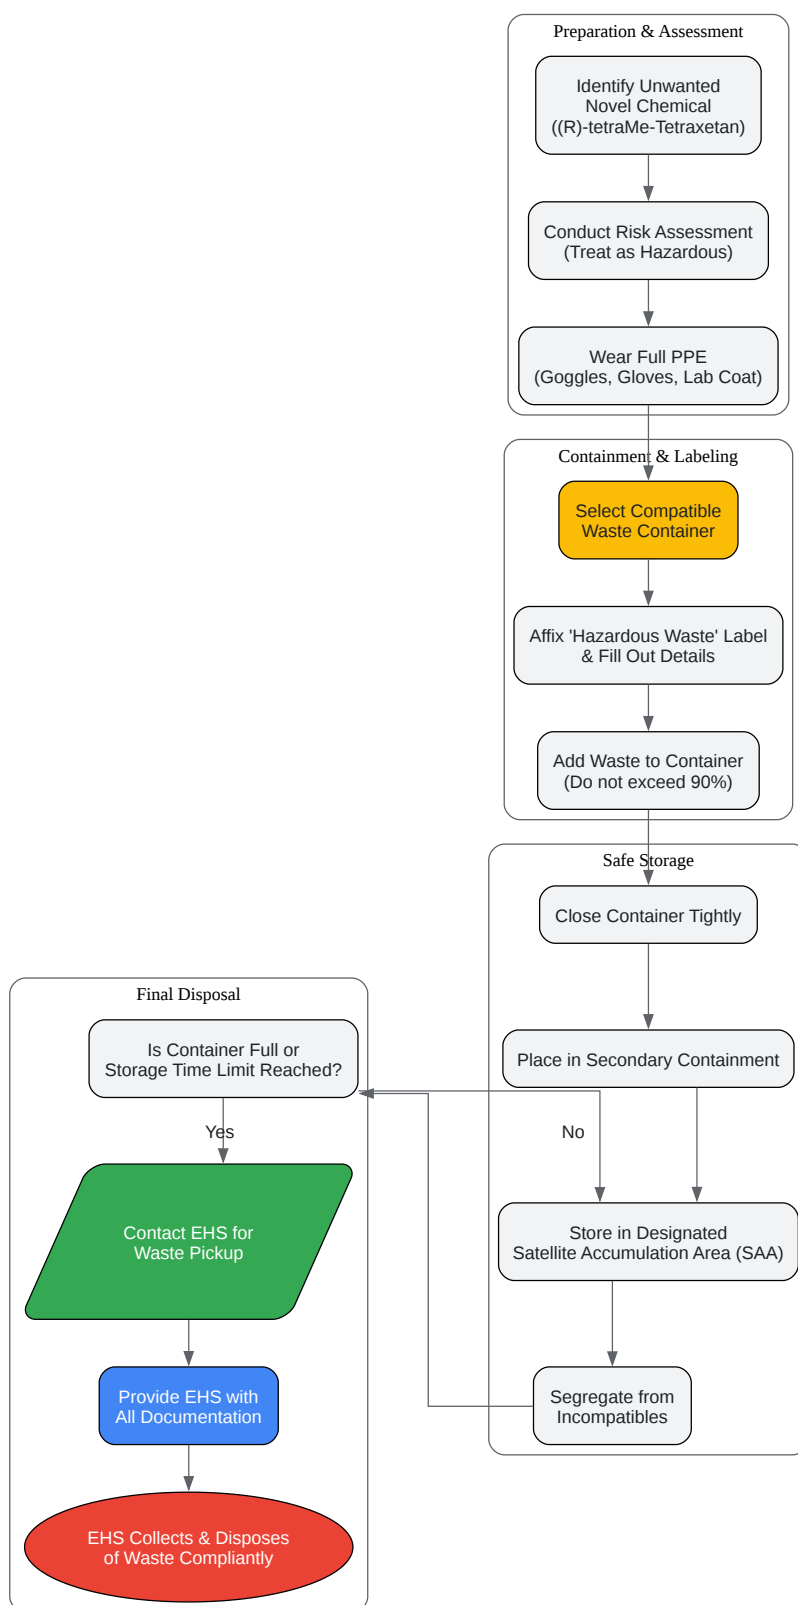 Preparation & Assessment
Identify Unwanted
Novel Chemical
((R)-tetraMe-Tetraxetan)
Conduct Risk Assessment
(Treat as Hazardous)
Wear Full PPE
(Goggles, Gloves, Lab Coat)
Containment & Labeling
Select Compatible
Waste Container
Affix 'Hazardous Waste' Label
& Fill Out Details
Add Waste to Container
(Do not exceed 90%)
Safe Storage
Close Container Tightly
Place in Secondary Containment
Store in Designated
Satellite Accumulation Area (SAA)
Segregate from
Incompatibles
Final Disposal
Is Container Full or
Storage Time Limit Reached?
No
Yes
Contact EHS for
Waste Pickup
Provide EHS with
All Documentation
EHS Collects & Disposes
of Waste Compliantly